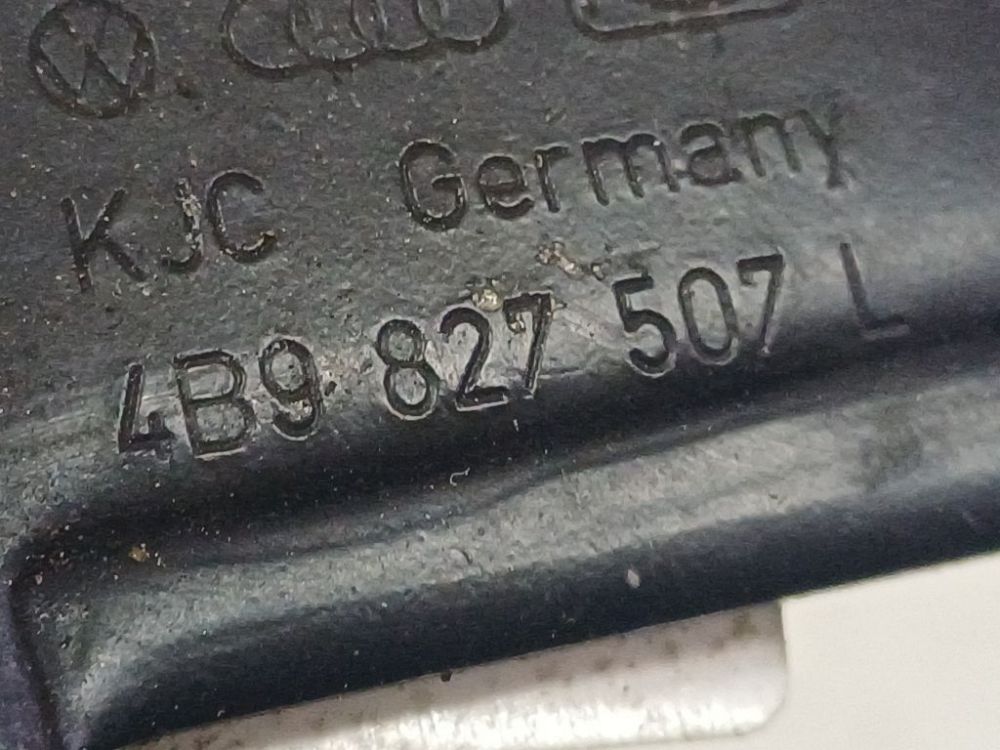 KJC Germany
4B9 827 507 L